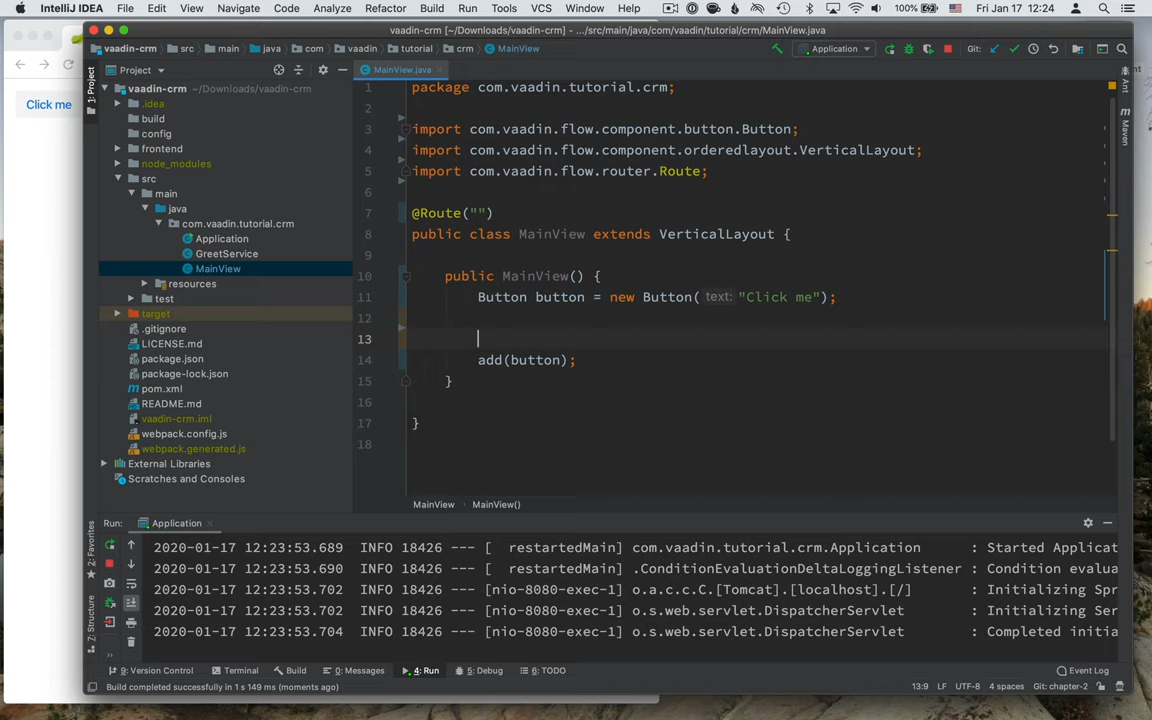 IntelliJ IDEA File Edit View Navigate Code Analyze Refactor Build Run Tools VCS Window Help 100% Fri Jan 17 12:24
vaadin-crm [~/Downloads/vaadin-crm] – .../src/main/java/com/vaadin/tutorial/crm/MainView.java
vaadin-crm src main java com vaadin tutorial crm MainView Application Git:
Project
MainView.java
Click me
1: Project
vaadin-crm ~/Downloads/vaadin-crm
.idea
build
config
frontend
node_modules
src
main
java
com.vaadin.tutorial.crm
Application
GreetService
MainView
resources
test
target
.gitignore
LICENSE.md
package.json
package-lock.json
pom.xml
README.md
vaadin-crm.iml
webpack.config.js
webpack.generated.js
External Libraries
Scratches and Consoles
1 package com.vaadin.tutorial.crm;
2
3 import com.vaadin.flow.component.button.Button;
4 import com.vaadin.flow.component.orderedlayout.VerticalLayout;
5 import com.vaadin.flow.router.Route;
6
7 @Route("")
8 public class MainView extends VerticalLayout {
9
10 public MainView() {
11 Button button = new Button( text: "Click me");
12
13
14 add(button);
15 }
16
17 }
18
MainView MainView()
Ant
Maven
2: Favorites
7: Structure
Run: Application
2020-01-17 12:23:53.689 INFO 18426 --- [ restartedMain] com.vaadin.tutorial.crm.Application : Started Applicat
2020-01-17 12:23:53.690 INFO 18426 --- [ restartedMain] .ConditionEvaluationDeltaLoggingListener : Condition evalua
2020-01-17 12:23:53.702 INFO 18426 --- [nio-8080-exec-1] o.a.c.c.C.[Tomcat].[localhost].[/] : Initializing Spr
2020-01-17 12:23:53.702 INFO 18426 --- [nio-8080-exec-1] o.s.web.servlet.DispatcherServlet : Initializing Ser
2020-01-17 12:23:53.704 INFO 18426 --- [nio-8080-exec-1] o.s.web.servlet.DispatcherServlet : Completed initia
9: Version Control Terminal Build 0: Messages 4: Run 5: Debug 6: TODO Event Log
Build completed successfully in 1 s 149 ms (moments ago) 13:9 LF UTF-8 4 spaces Git: chapter-2